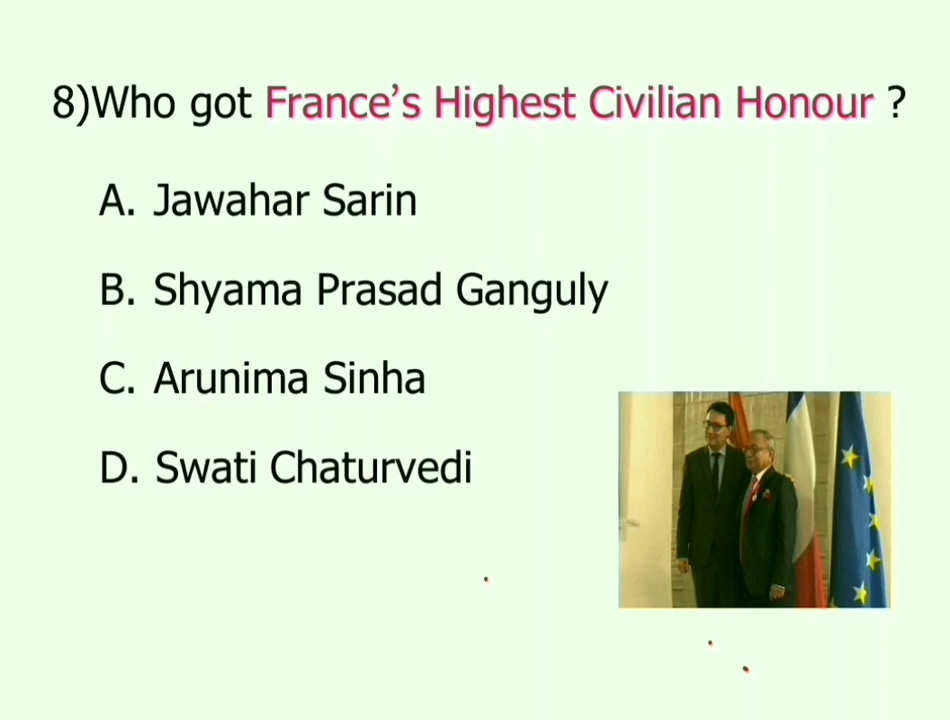 8)Who got France’s Highest Civilian Honour ?
A. Jawahar Sarin
B. Shyama Prasad Ganguly
C. Arunima Sinha
D. Swati Chaturvedi